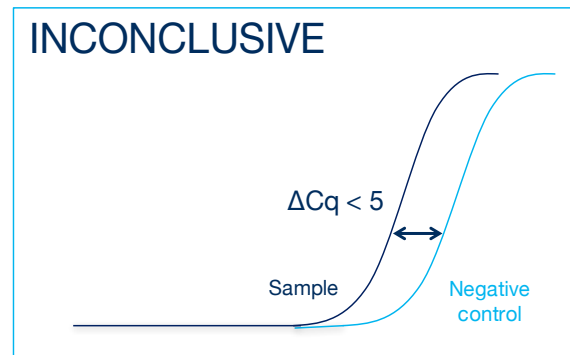 INCONCLUSIVE
ΔCq < 5
Sample
Negative
control